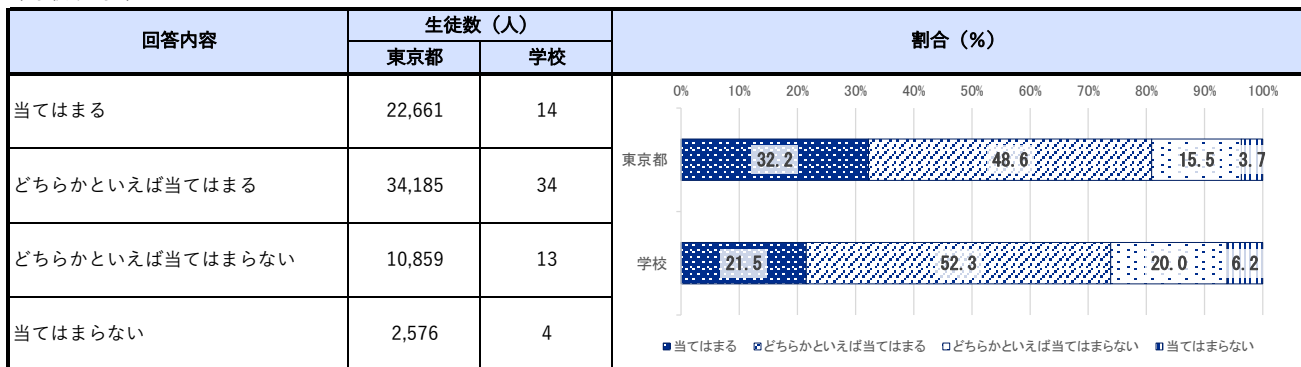 回答内容 生徒数（人） 割合（%）
東京都 学校
当てはまる 22,661 14
どちらかといえば当てはまる 34,185 34
どちらかといえば当てはまらない 10,859 13
当てはまらない 2,576 4
0% 10% 20% 30% 40% 50% 60% 70% 80% 90% 100%
東京都 32.2 48.6 15.5 3.7
学校 21.5 52.3 20.0 6.2
当てはまる どちらかといえば当てはまる どちらかといえば当てはまらない 当てはまらない